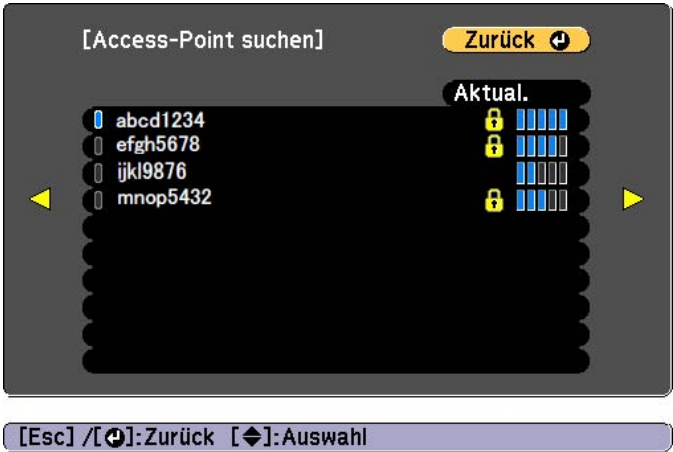 [Access-Point suchen]
Zurück
Aktual.
abcd1234
efgh5678
ijkl9876
mnop5432
[Esc] /[ ]:Zurück [ ]:Auswahl